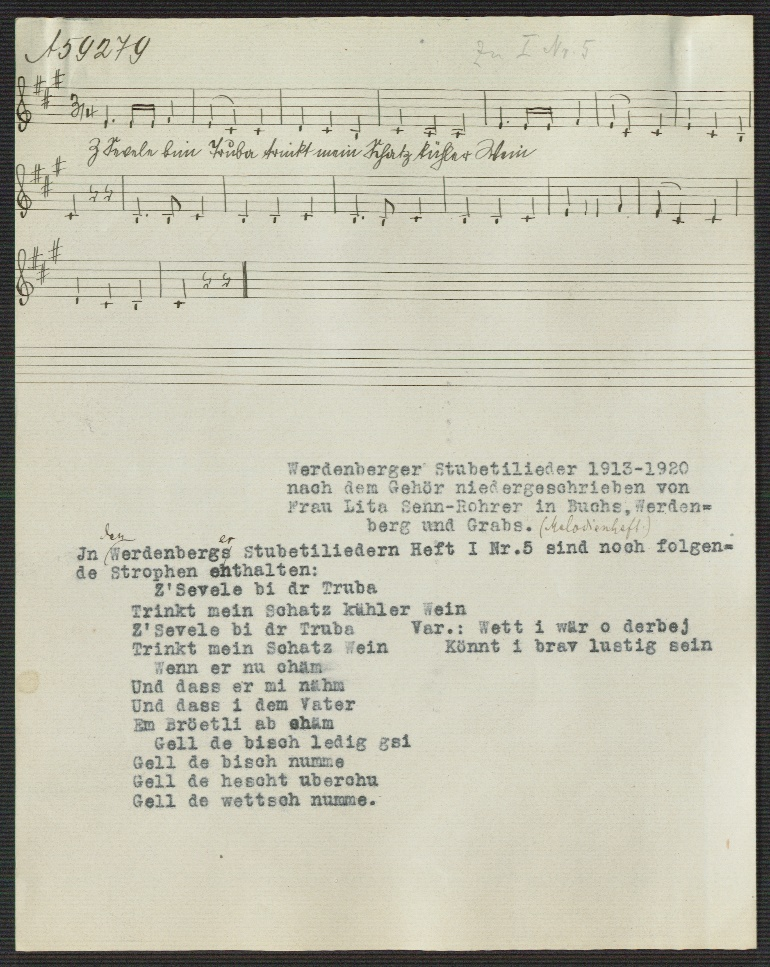 A59279
Zu I Nr. 5
3/4
Z Sevele bim Truba trinkt mein Schatz kühler Wein
Werdenberger Stubetilieder 1913-1920
nach dem Gehör niedergeschrieben von
Frau Lita Senn-Rohrer in Buchs, Werden=
berg und Grabs. (Melodienheft.)
Jn den Werdenberger Stubetiliedern Heft I Nr.5 sind noch folgen=
de Strophen enthalten:
Z'Sevele bi dr Truba
Trinkt mein Schatz kühler Wein
Z'Sevele bi dr Truba Var.: Wett i wär o derbej
Trinkt mein Schatz Wein Könnt i brav lustig sein
Wenn er nu chäm
Und dass er mi nähm
Und dass i dem Vater
Em Bröetli ab chäm
Gell de bisch ledig gsi
Gell de bisch numme
Gell de hescht uberchu
Gell de wettsch numme.